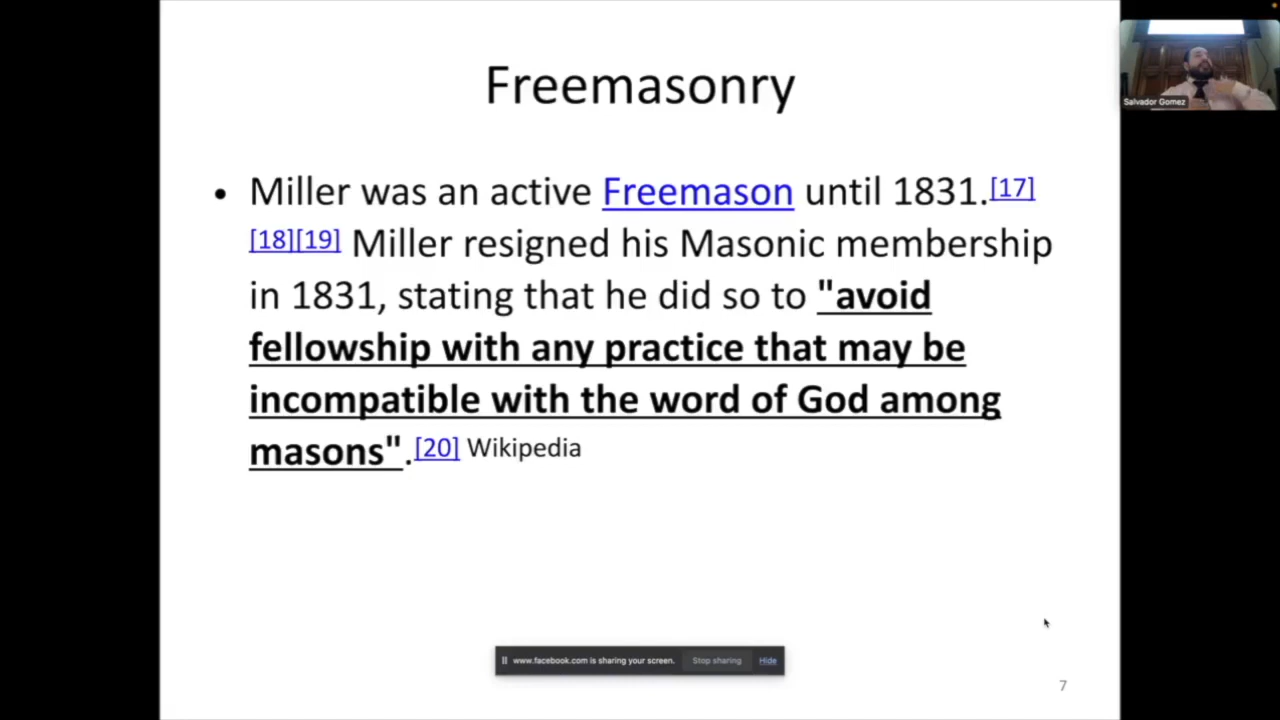 Freemasonry
Salvador Gomez
• Miller was an active Freemason until 1831.[17]
[18][19] Miller resigned his Masonic membership
in 1831, stating that he did so to "avoid
fellowship with any practice that may be
incompatible with the word of God among
masons".[20] Wikipedia
www.facebook.com is sharing your screen. Stop sharing Hide
7